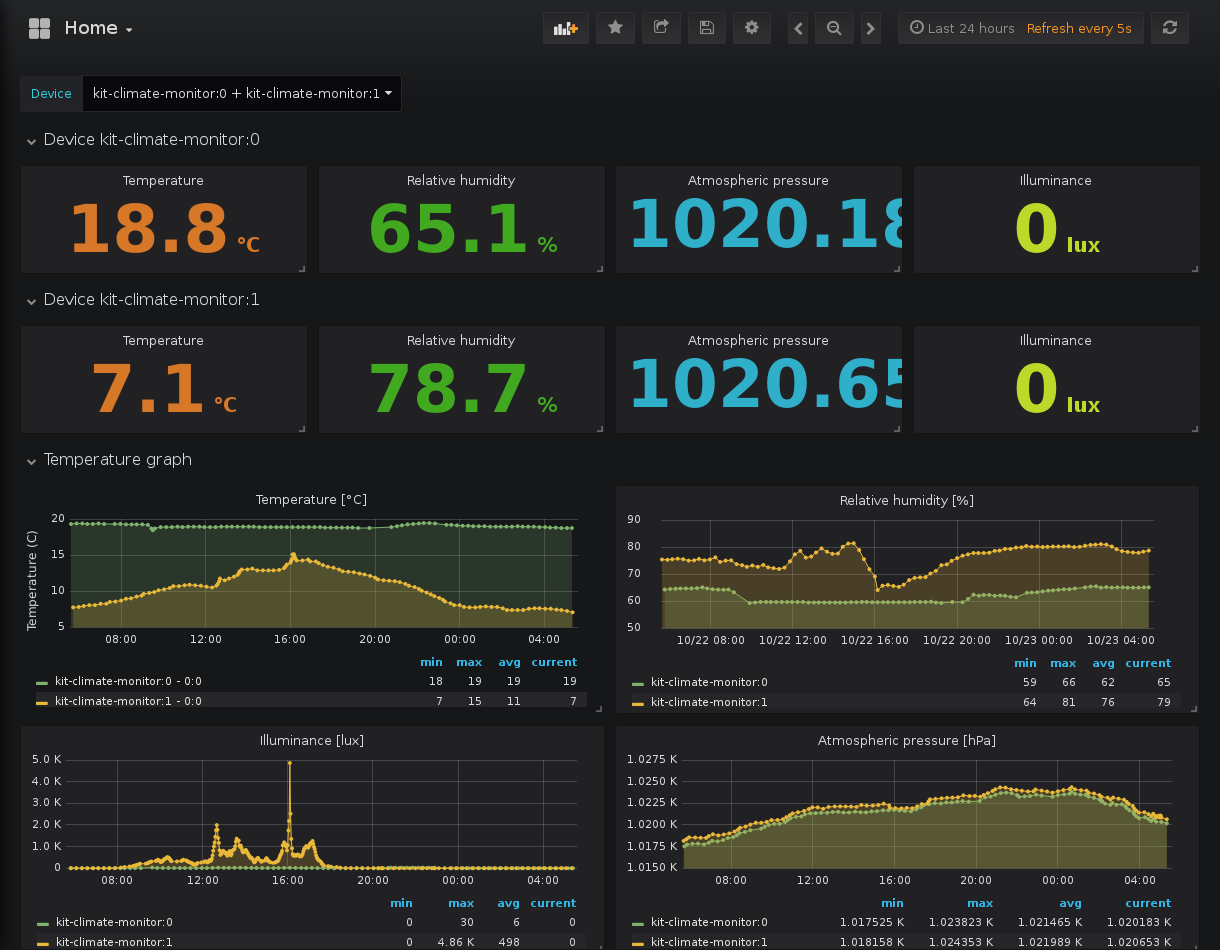 Home
Last 24 hours Refresh every 5s
Device kit-climate-monitor:0 + kit-climate-monitor:1
Device kit-climate-monitor:0
Temperature Relative humidity Atmospheric pressure Illuminance
18.8 °C 65.1 % 1020.18 0 lux
Device kit-climate-monitor:1
Temperature Relative humidity Atmospheric pressure Illuminance
7.1 °C 78.7 % 1020.65 0 lux
Temperature graph
Temperature [°C]
Temperature (C)
20
15
10
5
08:00 12:00 16:00 20:00 00:00 04:00
min max avg current
kit-climate-monitor:0 - 0:0 18 19 19 19
kit-climate-monitor:1 - 0:0 7 15 11 7
Relative humidity [%]
90
80
70
60
50
10/22 08:00 10/22 12:00 10/22 16:00 10/22 20:00 10/23 00:00 10/23 04:00
min max avg current
kit-climate-monitor:0 59 66 62 65
kit-climate-monitor:1 64 81 76 79
Illuminance [lux]
5.0 K
4.0 K
3.0 K
2.0 K
1.0 K
0
08:00 12:00 16:00 20:00 00:00 04:00
min max avg current
kit-climate-monitor:0 0 30 6 0
kit-climate-monitor:1 0 4.86 K 498 0
Atmospheric pressure [hPa]
1.0275 K
1.0250 K
1.0225 K
1.0200 K
1.0175 K
1.0150 K
08:00 12:00 16:00 20:00 00:00 04:00
min max avg current
kit-climate-monitor:0 1.017525 K 1.023823 K 1.021465 K 1.020183 K
kit-climate-monitor:1 1.018158 K 1.024353 K 1.021989 K 1.020653 K